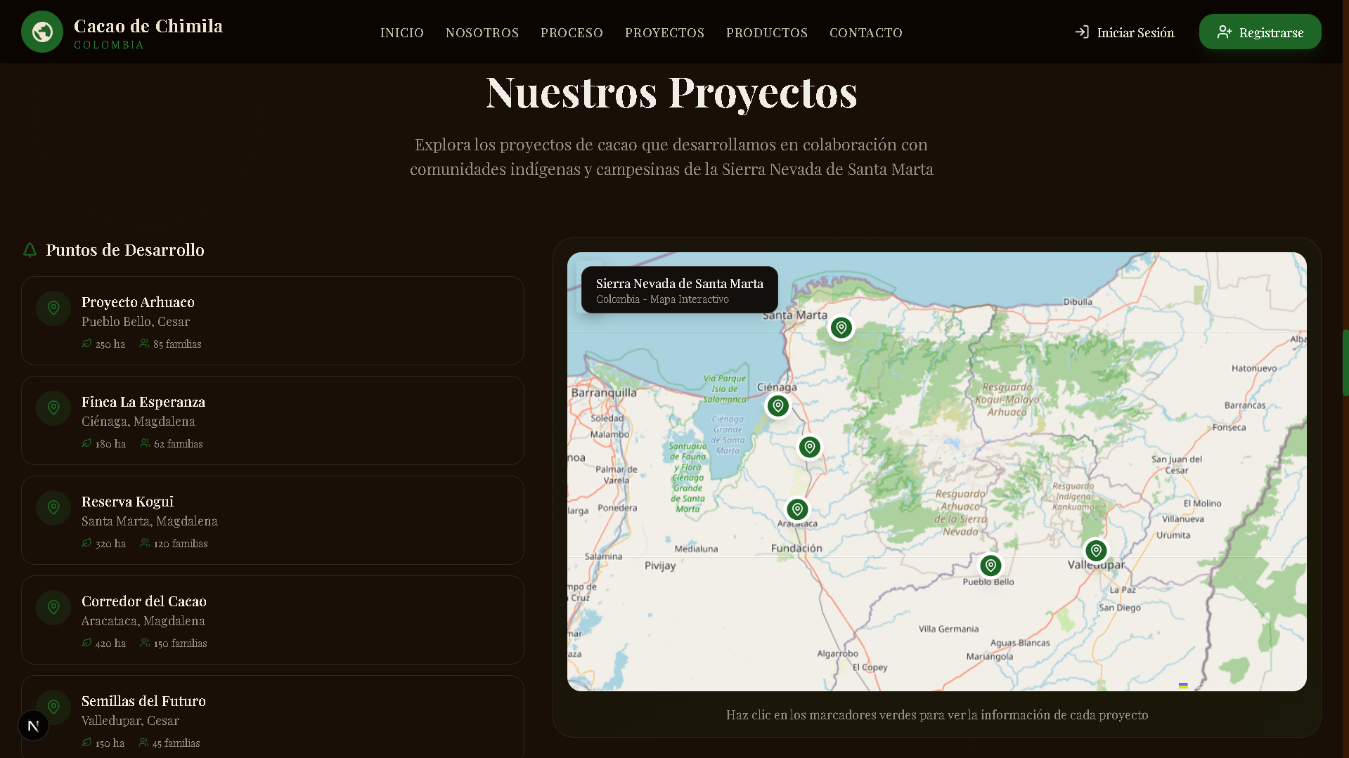 Cacao de Chimila
COLOMBIA
INICIO NOSOTROS PROCESO PROYECTOS PRODUCTOS CONTACTO
Iniciar Sesión
Registrarse
Nuestros Proyectos
Explora los proyectos de cacao que desarrollamos en colaboración con
comunidades indígenas y campesinas de la Sierra Nevada de Santa Marta
Puntos de Desarrollo
Proyecto Arhuaco
Pueblo Bello, Cesar
250 ha 85 familias
Finca La Esperanza
Ciénaga, Magdalena
180 ha 62 familias
Reserva Kogui
Santa Marta, Magdalena
320 ha 120 familias
Corredor del Cacao
Aracataca, Magdalena
420 ha 150 familias
Semillas del Futuro
Valledupar, Cesar
150 ha 45 familias
N
Sierra Nevada de Santa Marta
Colombia - Mapa Interactivo
Santa Marta
Dibulla
Hatonuevo
Barrancas
Fonseca
Vía Parque
Isla de
Salamanca
Ciénaga
Barranquilla
Soledad
Malambo
Ciénaga
Grande
de Santa
Marta
Santuario
de Fauna
y Flora
Ciénaga
Grande
de Santa
Marta
Resguardo
Kogui-Malayo
Arhuaco
San Juan del
Cesar
Palmar de
Varela
Ponedera
Resguardo
Arhuaco
de la Sierra
Nevada
Resguardo
Indígena
Kankuamo
El Molino
Villanueva
Urumita
Aracataca
Fundación
Medialuna
Salamina
Pivijay
Pueblo Bello
Valledupar
La Paz
San Diego
Villa Germania
Aguas Blancas
Mariangola
Algarrobo
El Copey
Haz clic en los marcadores verdes para ver la información de cada proyecto